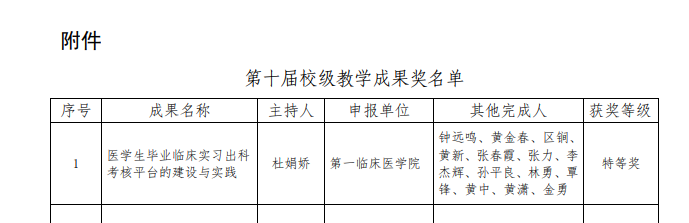 附件
第十届校级教学成果奖名单
序号 成果名称 主持人 申报单位 其他完成人 获奖等级
钟远鸣、黄金春、区锎、
医学生毕业临床实习出科 黄新、张春霞、张力、李
1 杜娟娇 第一临床医学院 杰辉、孙平良、林勇、覃 特等奖
考核平台的建设与实践 锋、黄中、黄潇、金勇